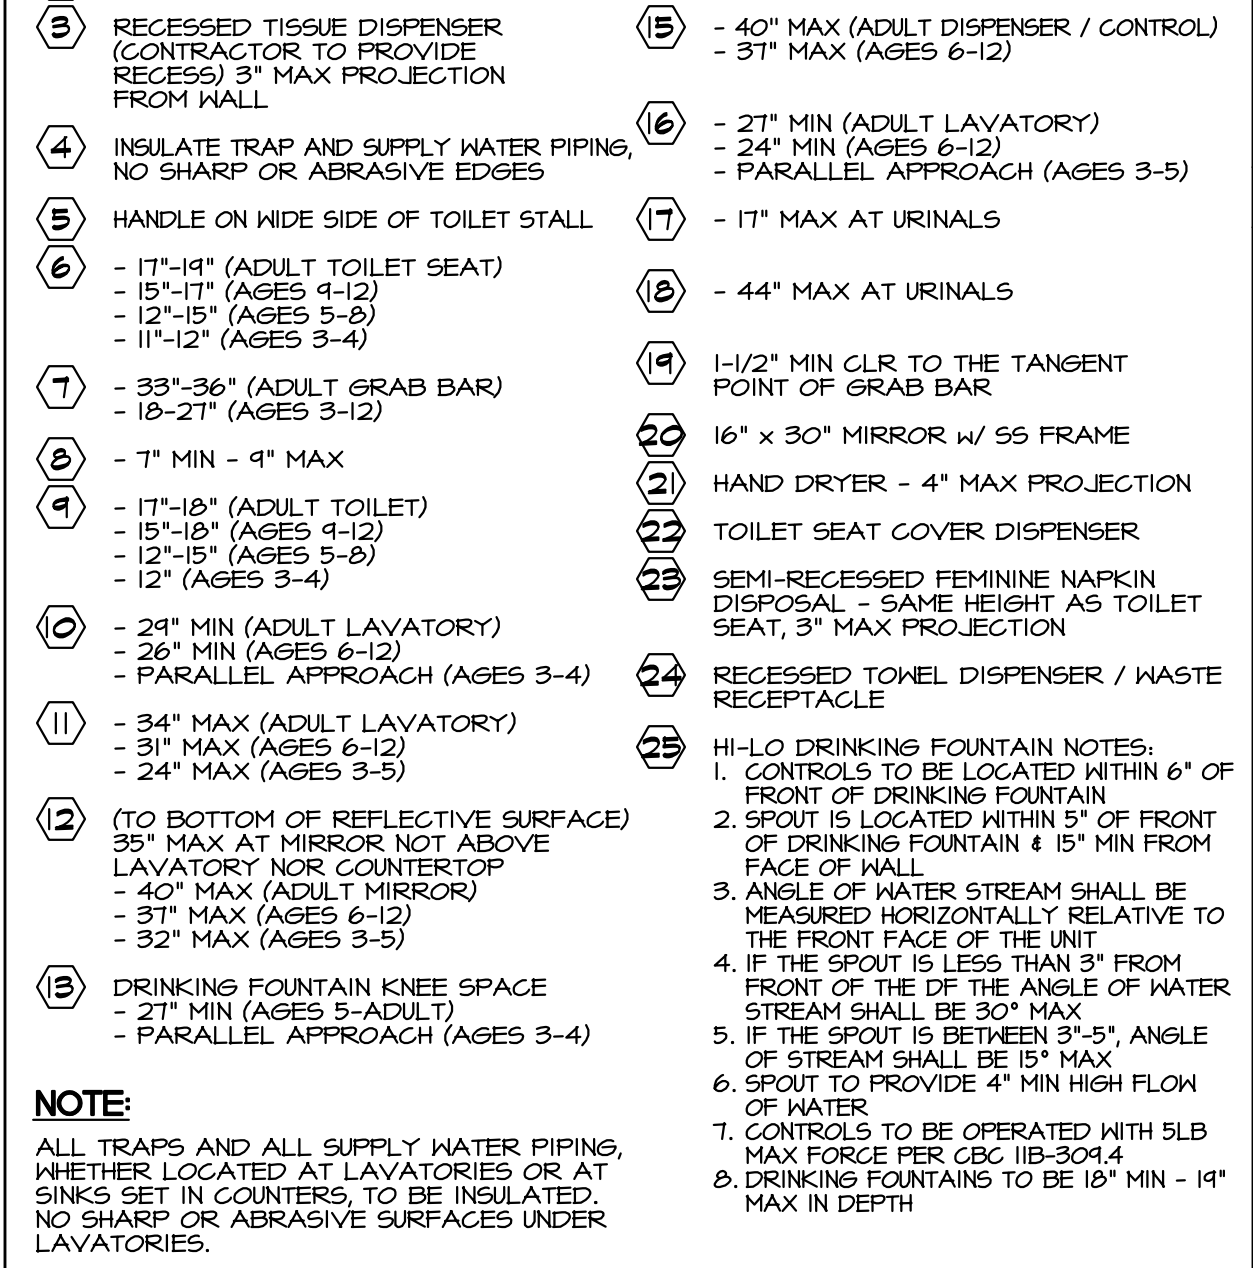 3 RECESSED TISSUE DISPENSER
(CONTRACTOR TO PROVIDE
RECESS) 3" MAX PROJECTION
FROM WALL
4 INSULATE TRAP AND SUPPLY WATER PIPING,
NO SHARP OR ABRASIVE EDGES
5 HANDLE ON WIDE SIDE OF TOILET STALL
6 - 17"-19" (ADULT TOILET SEAT)
- 15"-17" (AGES 9-12)
- 12"-15" (AGES 5-8)
- 11"-12" (AGES 3-4)
7 - 33"-36" (ADULT GRAB BAR)
- 18-27" (AGES 3-12)
8 - 7" MIN - 9" MAX
9 - 17"-18" (ADULT TOILET)
- 15"-18" (AGES 9-12)
- 12"-15" (AGES 5-8)
- 12" (AGES 3-4)
10 - 29" MIN (ADULT LAVATORY)
- 26" MIN (AGES 6-12)
- PARALLEL APPROACH (AGES 3-4)
11 - 34" MAX (ADULT LAVATORY)
- 31" MAX (AGES 6-12)
- 24" MAX (AGES 3-5)
12 (TO BOTTOM OF REFLECTIVE SURFACE)
35" MAX AT MIRROR NOT ABOVE
LAVATORY NOR COUNTERTOP
- 40" MAX (ADULT MIRROR)
- 37" MAX (AGES 6-12)
- 32" MAX (AGES 3-5)
13 DRINKING FOUNTAIN KNEE SPACE
- 27" MIN (AGES 5-ADULT)
- PARALLEL APPROACH (AGES 3-4)
NOTE:
ALL TRAPS AND ALL SUPPLY WATER PIPING,
WHETHER LOCATED AT LAVATORIES OR AT
SINKS SET IN COUNTERS, TO BE INSULATED.
NO SHARP OR ABRASIVE SURFACES UNDER
LAVATORIES.
15 - 40" MAX (ADULT DISPENSER / CONTROL)
- 37" MAX (AGES 6-12)
16 - 27" MIN (ADULT LAVATORY)
- 24" MIN (AGES 6-12)
- PARALLEL APPROACH (AGES 3-5)
17 - 17" MAX AT URINALS
18 - 44" MAX AT URINALS
19 1-1/2" MIN CLR TO THE TANGENT
POINT OF GRAB BAR
20 16" x 30" MIRROR w/ SS FRAME
21 HAND DRYER - 4" MAX PROJECTION
22 TOILET SEAT COVER DISPENSER
23 SEMI-RECESSED FEMININE NAPKIN
DISPOSAL - SAME HEIGHT AS TOILET
SEAT, 3" MAX PROJECTION
24 RECESSED TOWEL DISPENSER / WASTE
RECEPTACLE
25 HI-LO DRINKING FOUNTAIN NOTES:
1. CONTROLS TO BE LOCATED WITHIN 6" OF
FRONT OF DRINKING FOUNTAIN
2. SPOUT IS LOCATED WITHIN 5" OF FRONT
OF DRINKING FOUNTAIN & 15" MIN FROM
FACE OF WALL
3. ANGLE OF WATER STREAM SHALL BE
MEASURED HORIZONTALLY RELATIVE TO
THE FRONT FACE OF THE UNIT
4. IF THE SPOUT IS LESS THAN 3" FROM
FRONT OF THE DF THE ANGLE OF WATER
STREAM SHALL BE 30° MAX
5. IF THE SPOUT IS BETWEEN 3"-5", ANGLE
OF STREAM SHALL BE 15° MAX
6. SPOUT TO PROVIDE 4" MIN HIGH FLOW
OF WATER
7. CONTROLS TO BE OPERATED WITH 5LB
MAX FORCE PER CBC 11B-309.4
8. DRINKING FOUNTAINS TO BE 18" MIN - 19"
MAX IN DEPTH